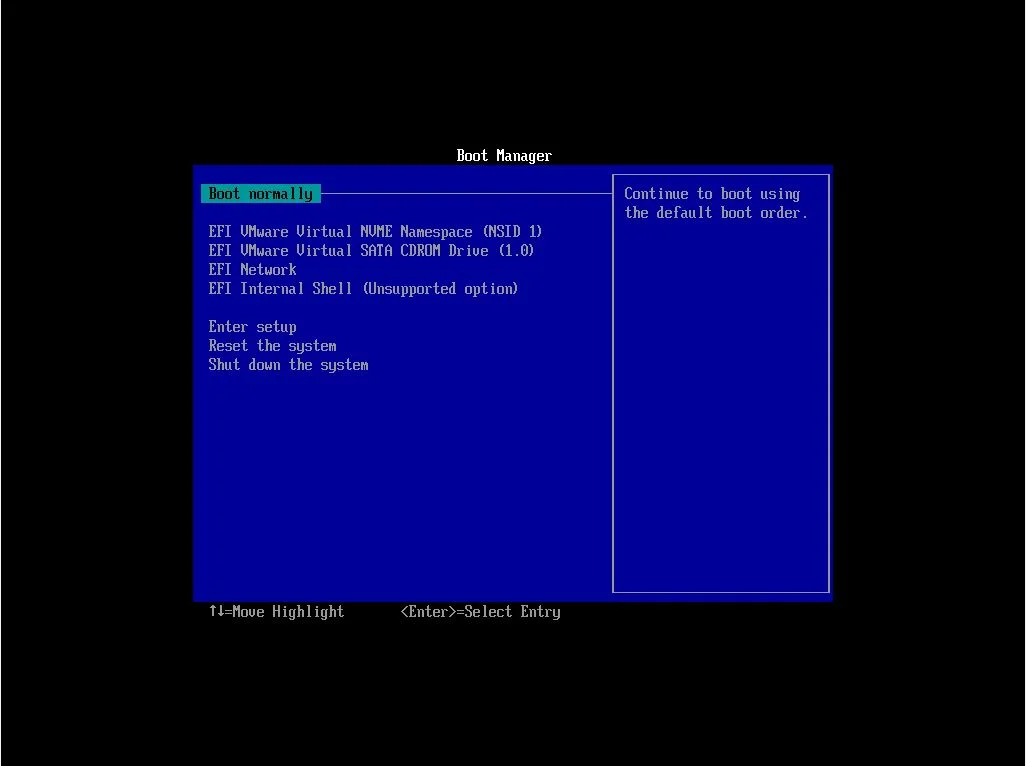 Boot Manager
Boot normally
Continue to boot using
the default boot order.
EFI VMware Virtual NVME Namespace (NSID 1)
EFI VMware Virtual SATA CDROM Drive (1.0)
EFI Network
EFI Internal Shell (Unsupported option)
Enter setup
Reset the system
Shut down the system
↑↓=Move Highlight
<Enter>=Select Entry